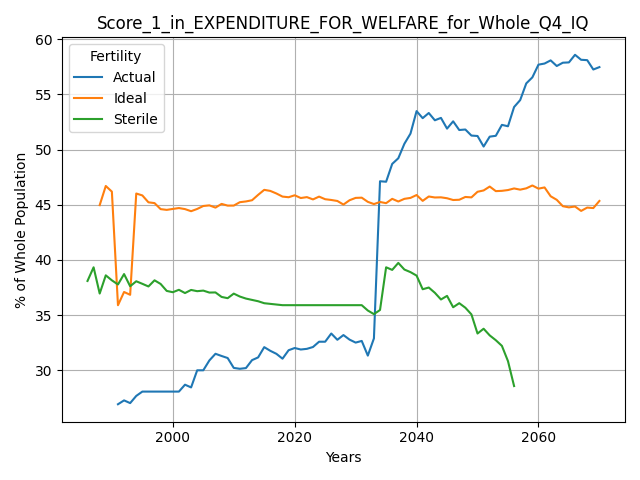 Score_1_in_EXPENDITURE_FOR_WELFARE_for_Whole_Q4_IQ
Fertility
Actual
Ideal
Sterile
% of Whole Population
60
55
50
45
40
35
30
2000
2020
2040
2060
Years